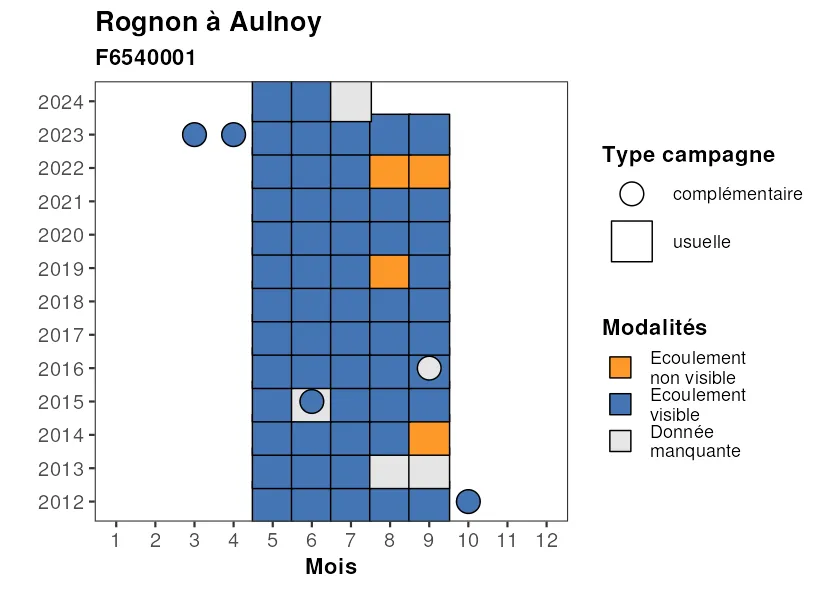 Rognon à Aulnoy
F6540001
2024
2023
2022
2021
2020
2019
2018
2017
2016
2015
2014
2013
2012
1 2 3 4 5 6 7 8 9 10 11 12
Mois
Type campagne
complémentaire
usuelle
Modalités
Ecoulement
non visible
Ecoulement
visible
Donnée
manquante